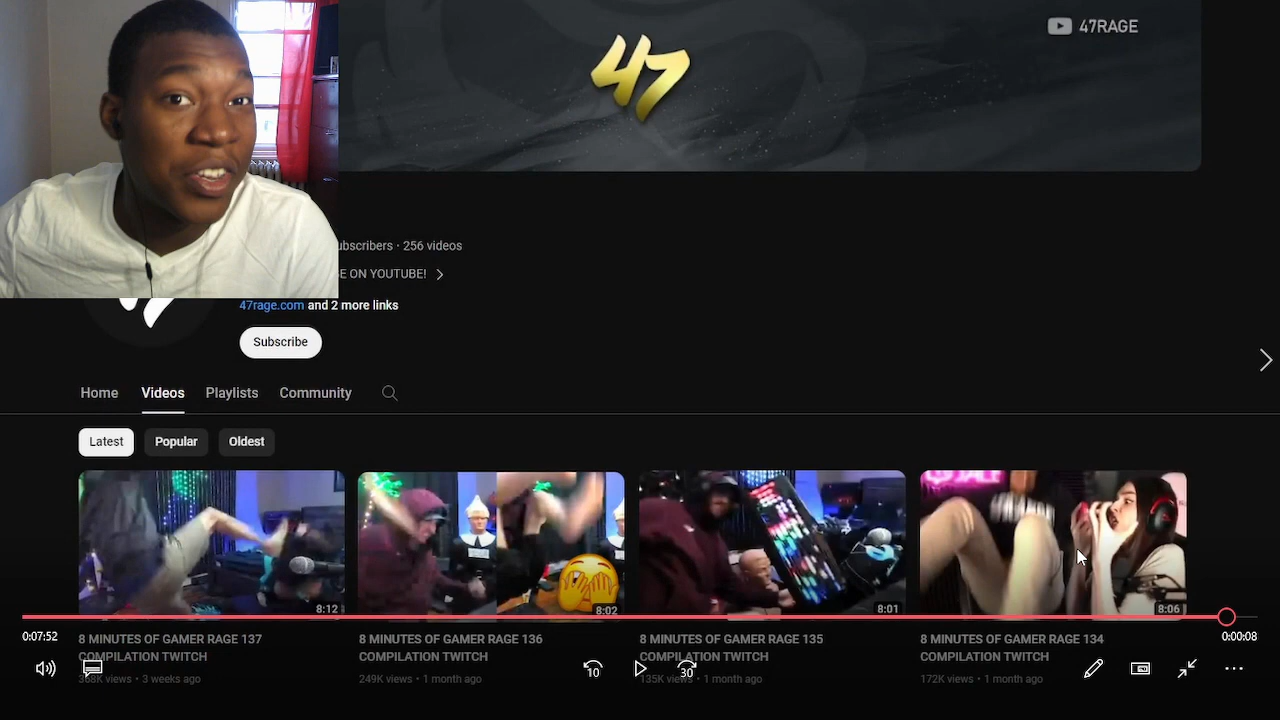 47RAGE
47
ubscribers · 256 videos
E ON YOUTUBE!
47rage.com and 2 more links
Subscribe
Home Videos Playlists Community
Latest Popular Oldest
8:12
8:02
8:01
8:06
0:07:52
0:00:08
8 MINUTES OF GAMER RAGE 137
COMPILATION TWITCH
368K views · 3 weeks ago
8 MINUTES OF GAMER RAGE 136
COMPILATION TWITCH
249K views · 1 month ago
8 MINUTES OF GAMER RAGE 135
COMPILATION TWITCH
135K views · 1 month ago
8 MINUTES OF GAMER RAGE 134
COMPILATION TWITCH
172K views · 1 month ago
10
30